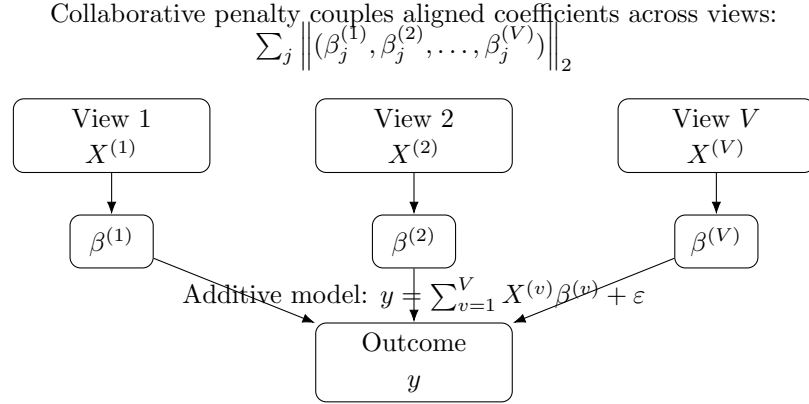 Collaborative penalty couples aligned coefficients across views:
∑_j ‖(β_j^{(1)}, β_j^{(2)}, …, β_j^{(V)})‖_2
View 1
X^{(1)}
View 2
X^{(2)}
View V
X^{(V)}
β^{(1)}
β^{(2)}
β^{(V)}
Additive model: y = ∑_{v=1}^{V} X^{(v)} β^{(v)} + ε
Outcome
y